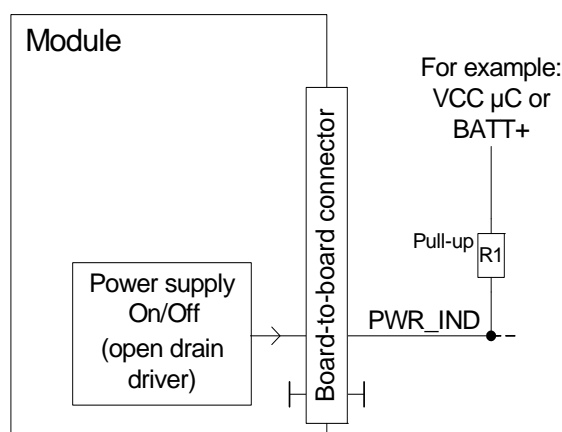 Module
For example:
VCC µC or
BATT+
Board-to-board connector
Pull-up
R1
Power supply
On/Off
(open drain
driver)
PWR_IND